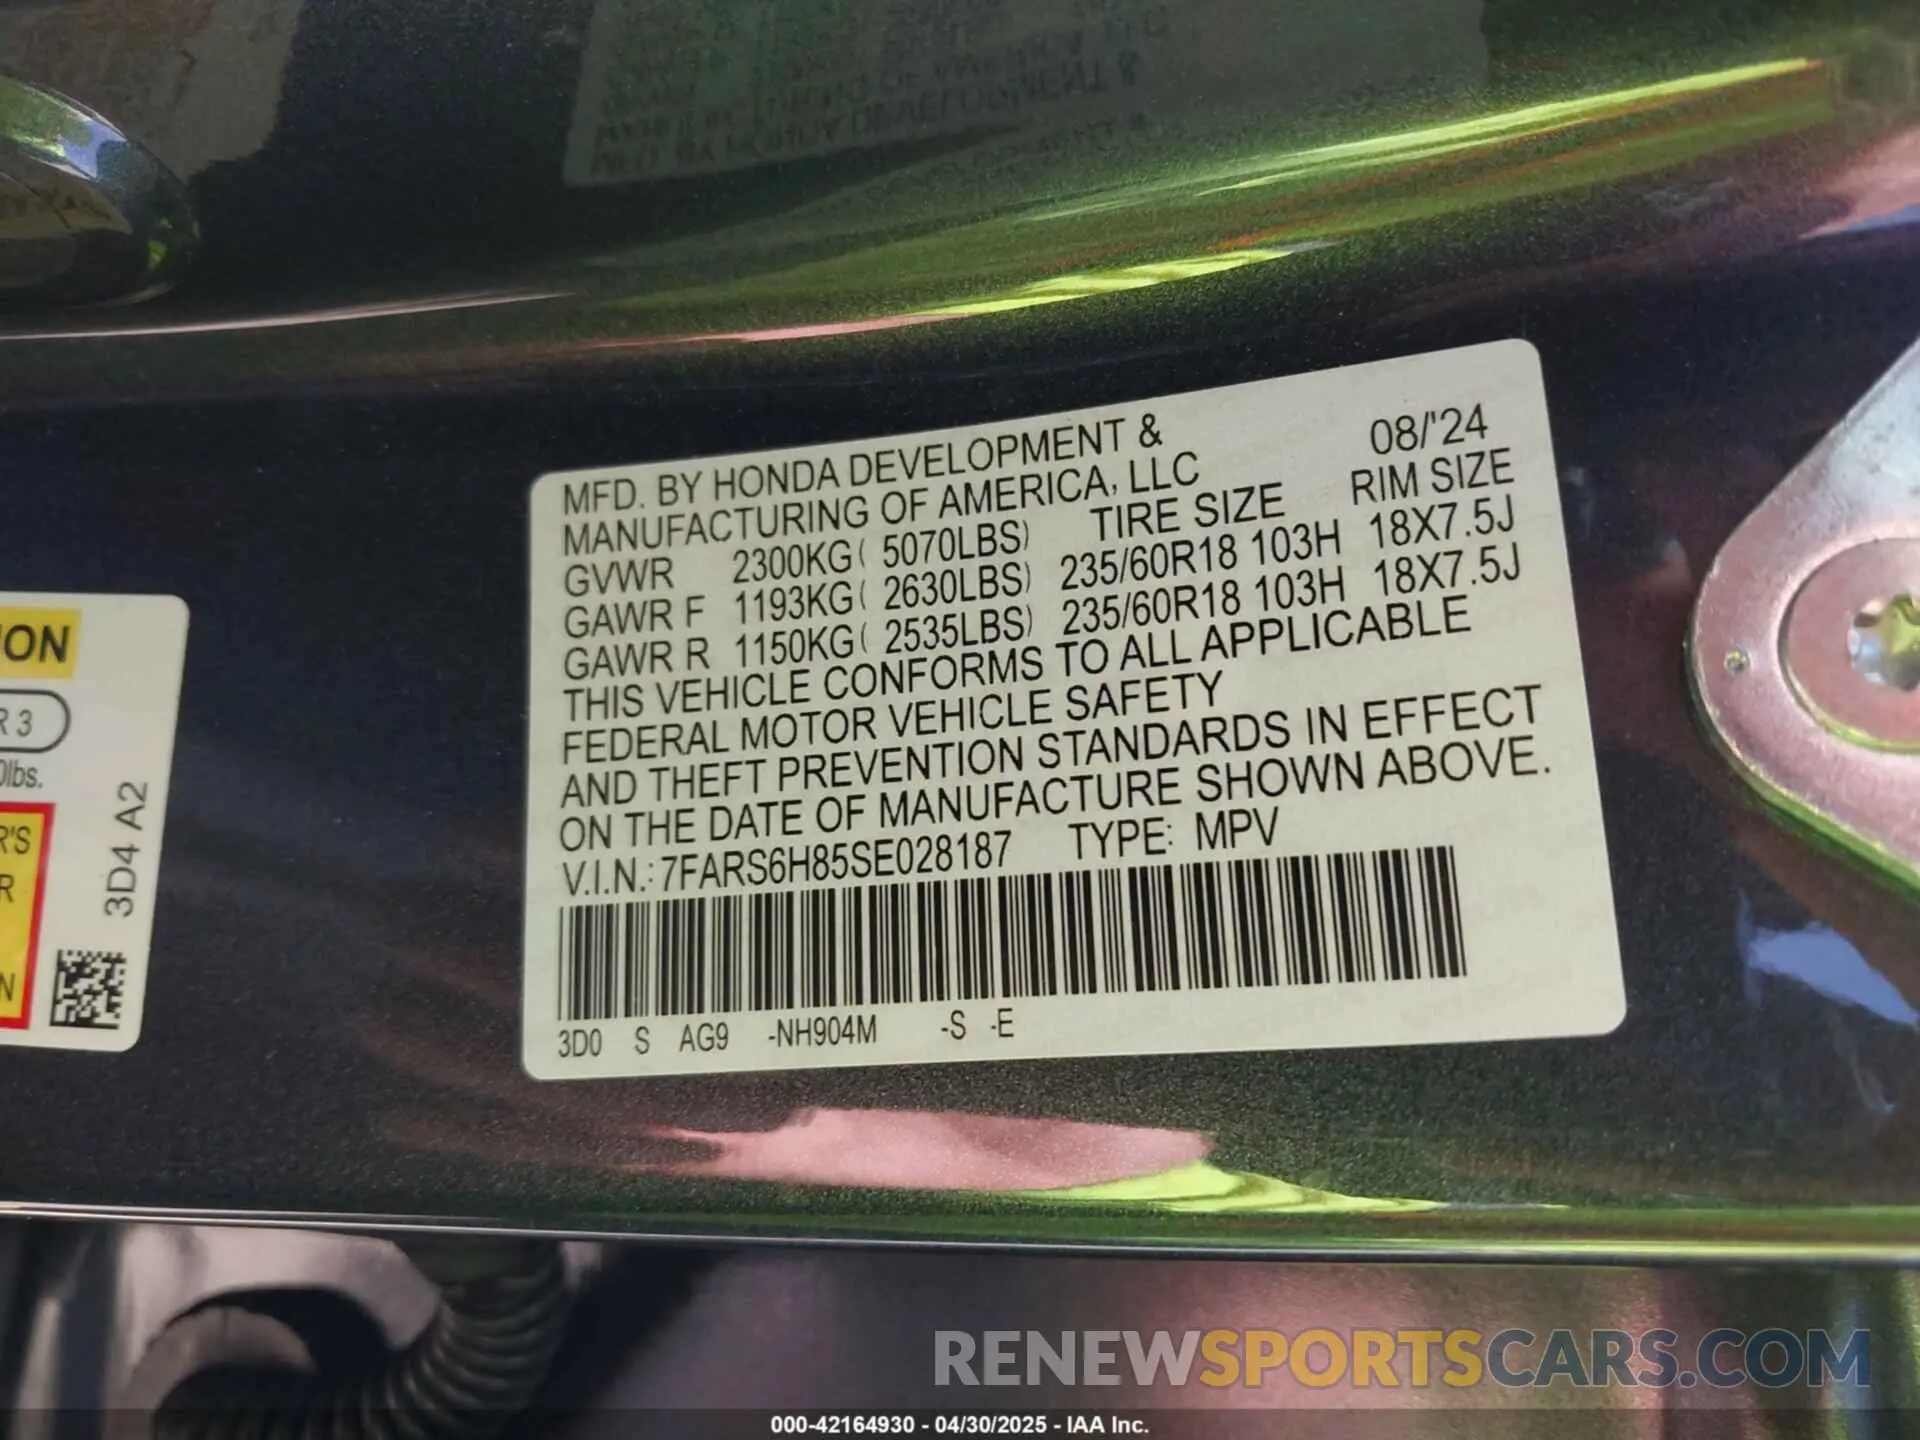 MFD. BY HONDA DEVELOPMENT & 08/'24
MANUFACTURING OF AMERICA, LLC
TIRE SIZE RIM SIZE
GVWR 2300KG( 5070LBS)
GAWR F 1193KG( 2630LBS) 235/60R18 103H 18X7.5J
GAWR R 1150KG( 2535LBS) 235/60R18 103H 18X7.5J
THIS VEHICLE CONFORMS TO ALL APPLICABLE
FEDERAL MOTOR VEHICLE SAFETY
AND THEFT PREVENTION STANDARDS IN EFFECT
ON THE DATE OF MANUFACTURE SHOWN ABOVE.
V.I.N.: 7FARS6H85SE028187 TYPE: MPV
3D0 S AG9 -NH904M -S -E
R 3
lbs.
R'S
R
N
3D4 A2
RENEWSPORTSCARS.COM
000-42164930 - 04/30/2025 - IAA Inc.